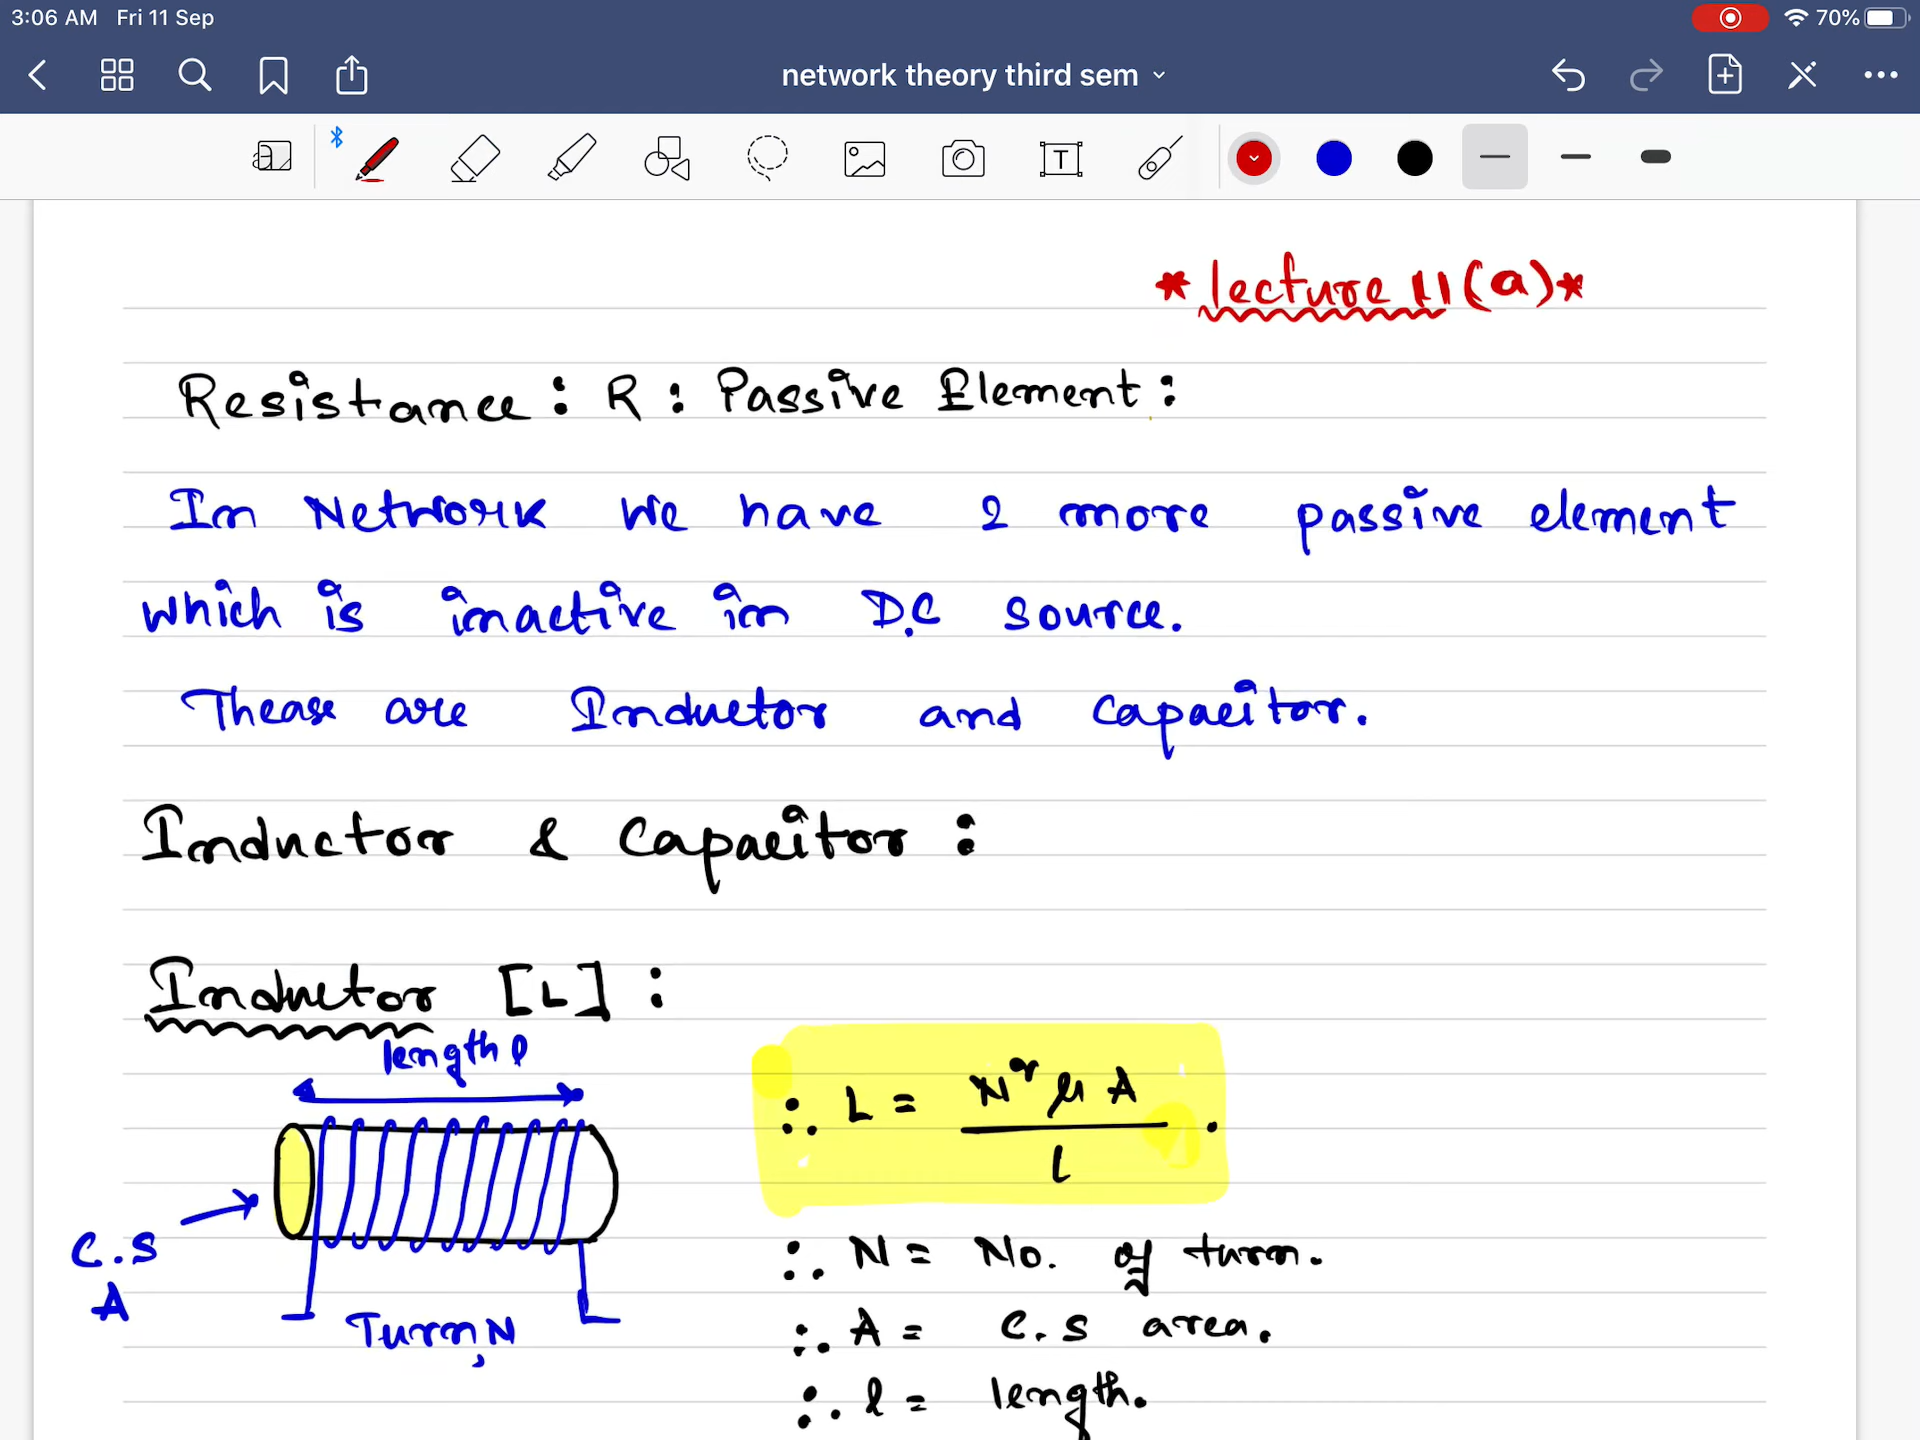 3:06 AM Fri 11 Sep 70%
network theory third sem
T
* lecture 11(a)*
Resistance : R : Passive Element :
In Network We have 2 more passive element
which is inactive in D.C source.
Thease are Inductor and Capacitor.
Inductor & Capacitor :
Inductor [L] :
length l
∴ L = N² μ A / l .
C.S
A
Turn, N
∴ N = No. of turn.
∴ A = C.S area.
∴ l = length.